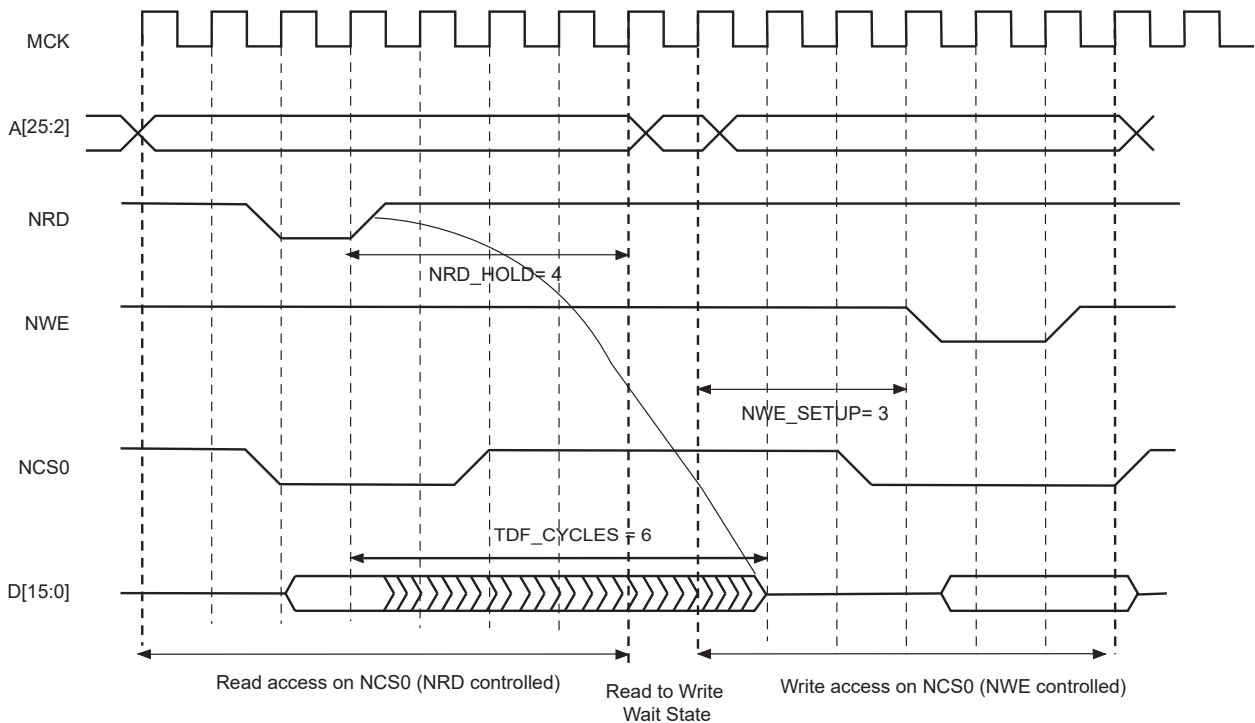 MCK
A[25:2]
NRD
NRD_HOLD= 4
NWE
NWE_SETUP= 3
NCS0
TDF_CYCLES = 6
D[15:0]
Read access on NCS0 (NRD controlled)
Read to Write
Wait State
Write access on NCS0 (NWE controlled)